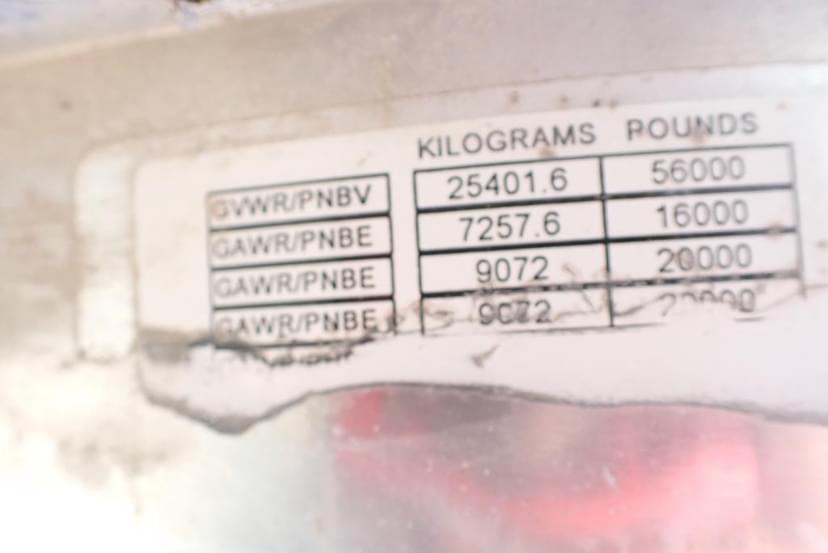 KILOGRAMS POUNDS
GVWR/PNBV 25401.6 56000
GAWR/PNBE 7257.6 16000
GAWR/PNBE 9072 20000
GAWR/PNBE 9072